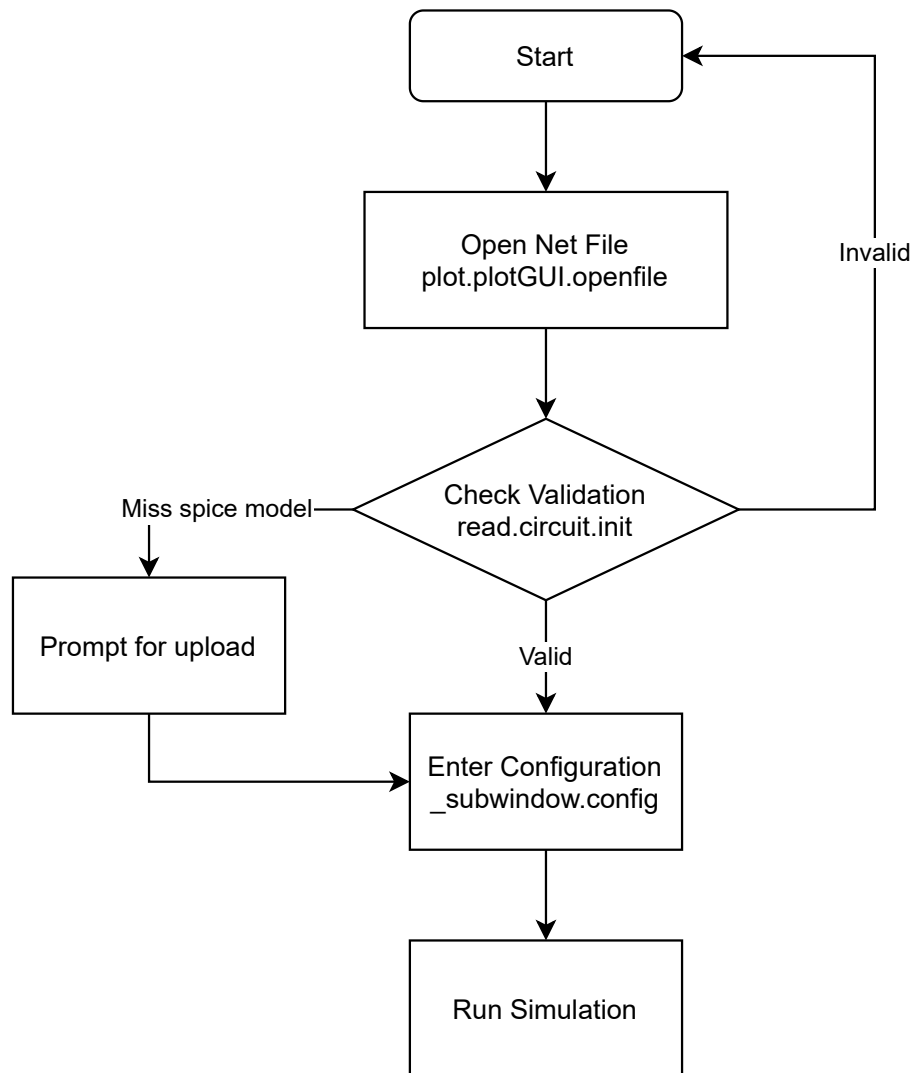 Start
Open Net File
plot.plotGUI.openfile
Invalid
Check Validation
read.circuit.init
Miss spice model
Prompt for upload
Valid
Enter Configuration
_subwindow.config
Run Simulation